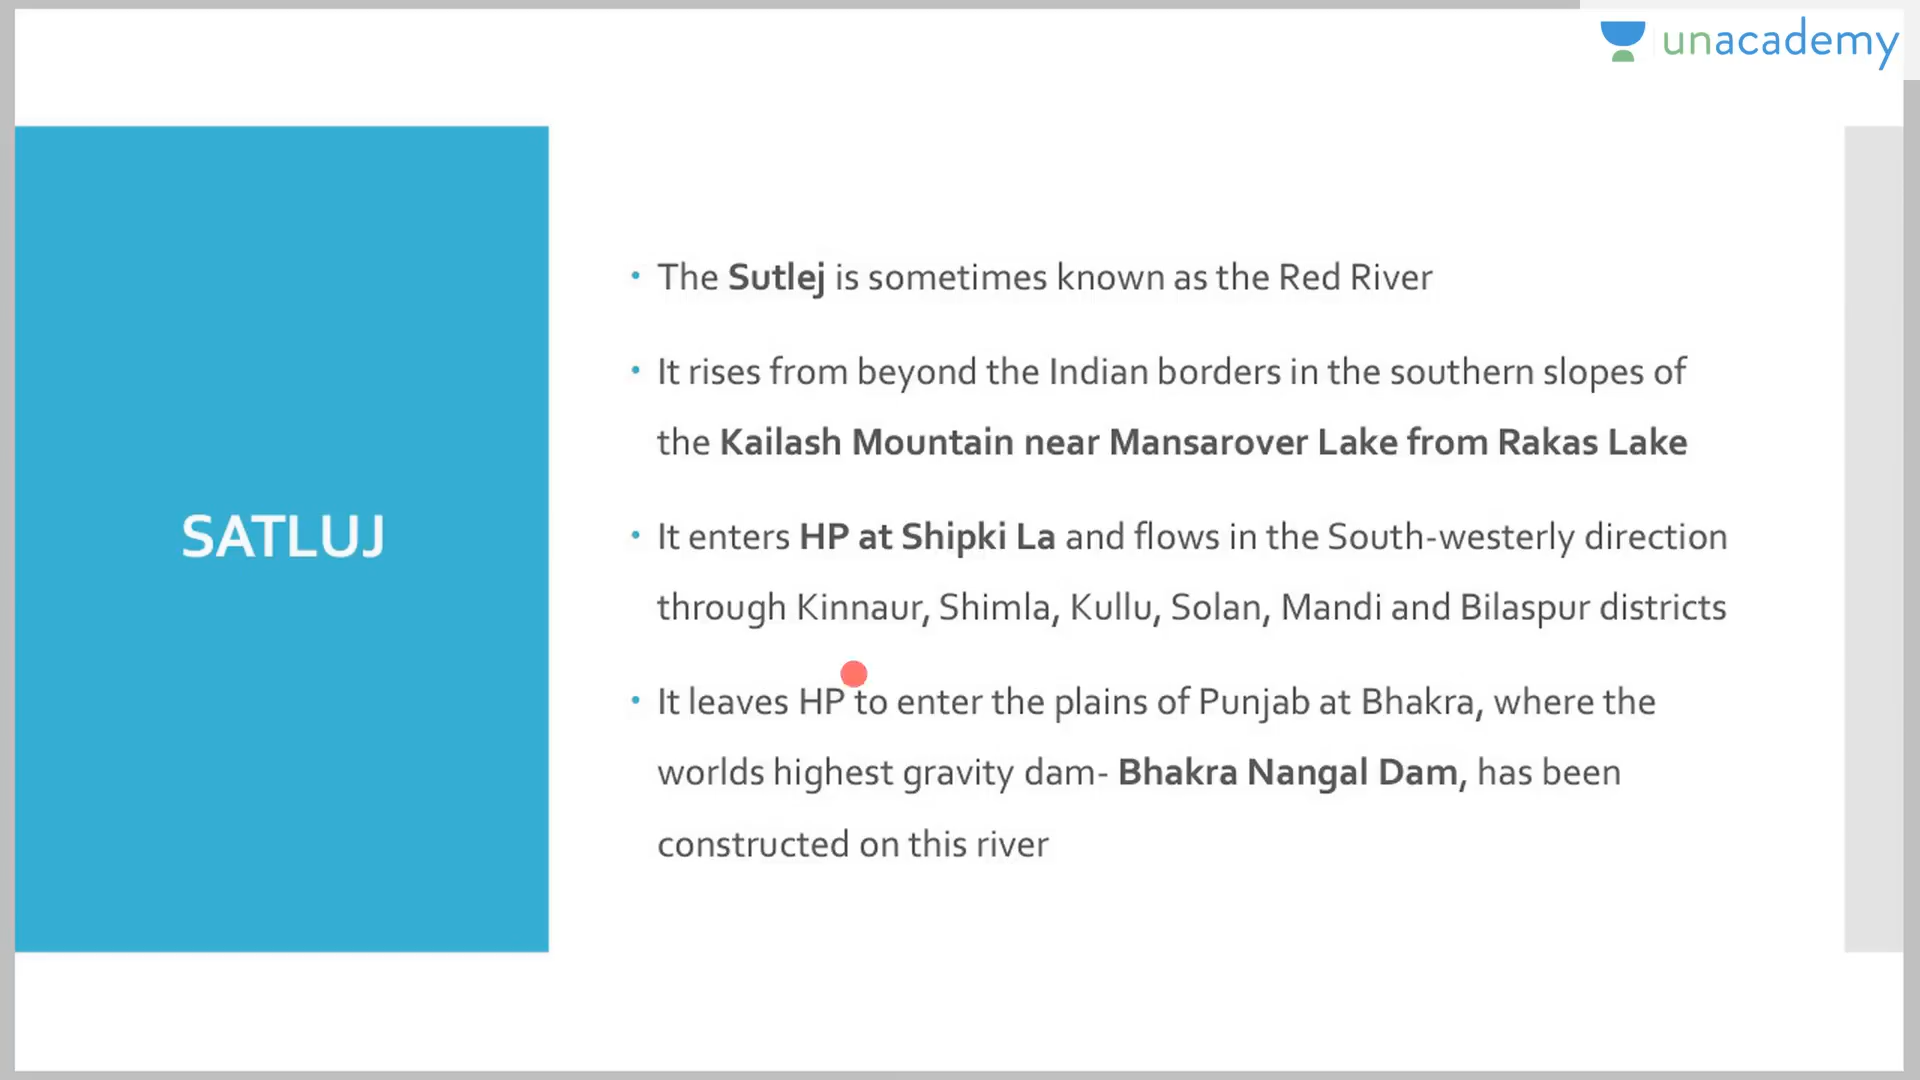 unacademy
SATLUJ
• The Sutlej is sometimes known as the Red River
• It rises from beyond the Indian borders in the southern slopes of
the Kailash Mountain near Mansarover Lake from Rakas Lake
• It enters HP at Shipki La and flows in the South-westerly direction
through Kinnaur, Shimla, Kullu, Solan, Mandi and Bilaspur districts
• It leaves HP to enter the plains of Punjab at Bhakra, where the
worlds highest gravity dam- Bhakra Nangal Dam, has been
constructed on this river